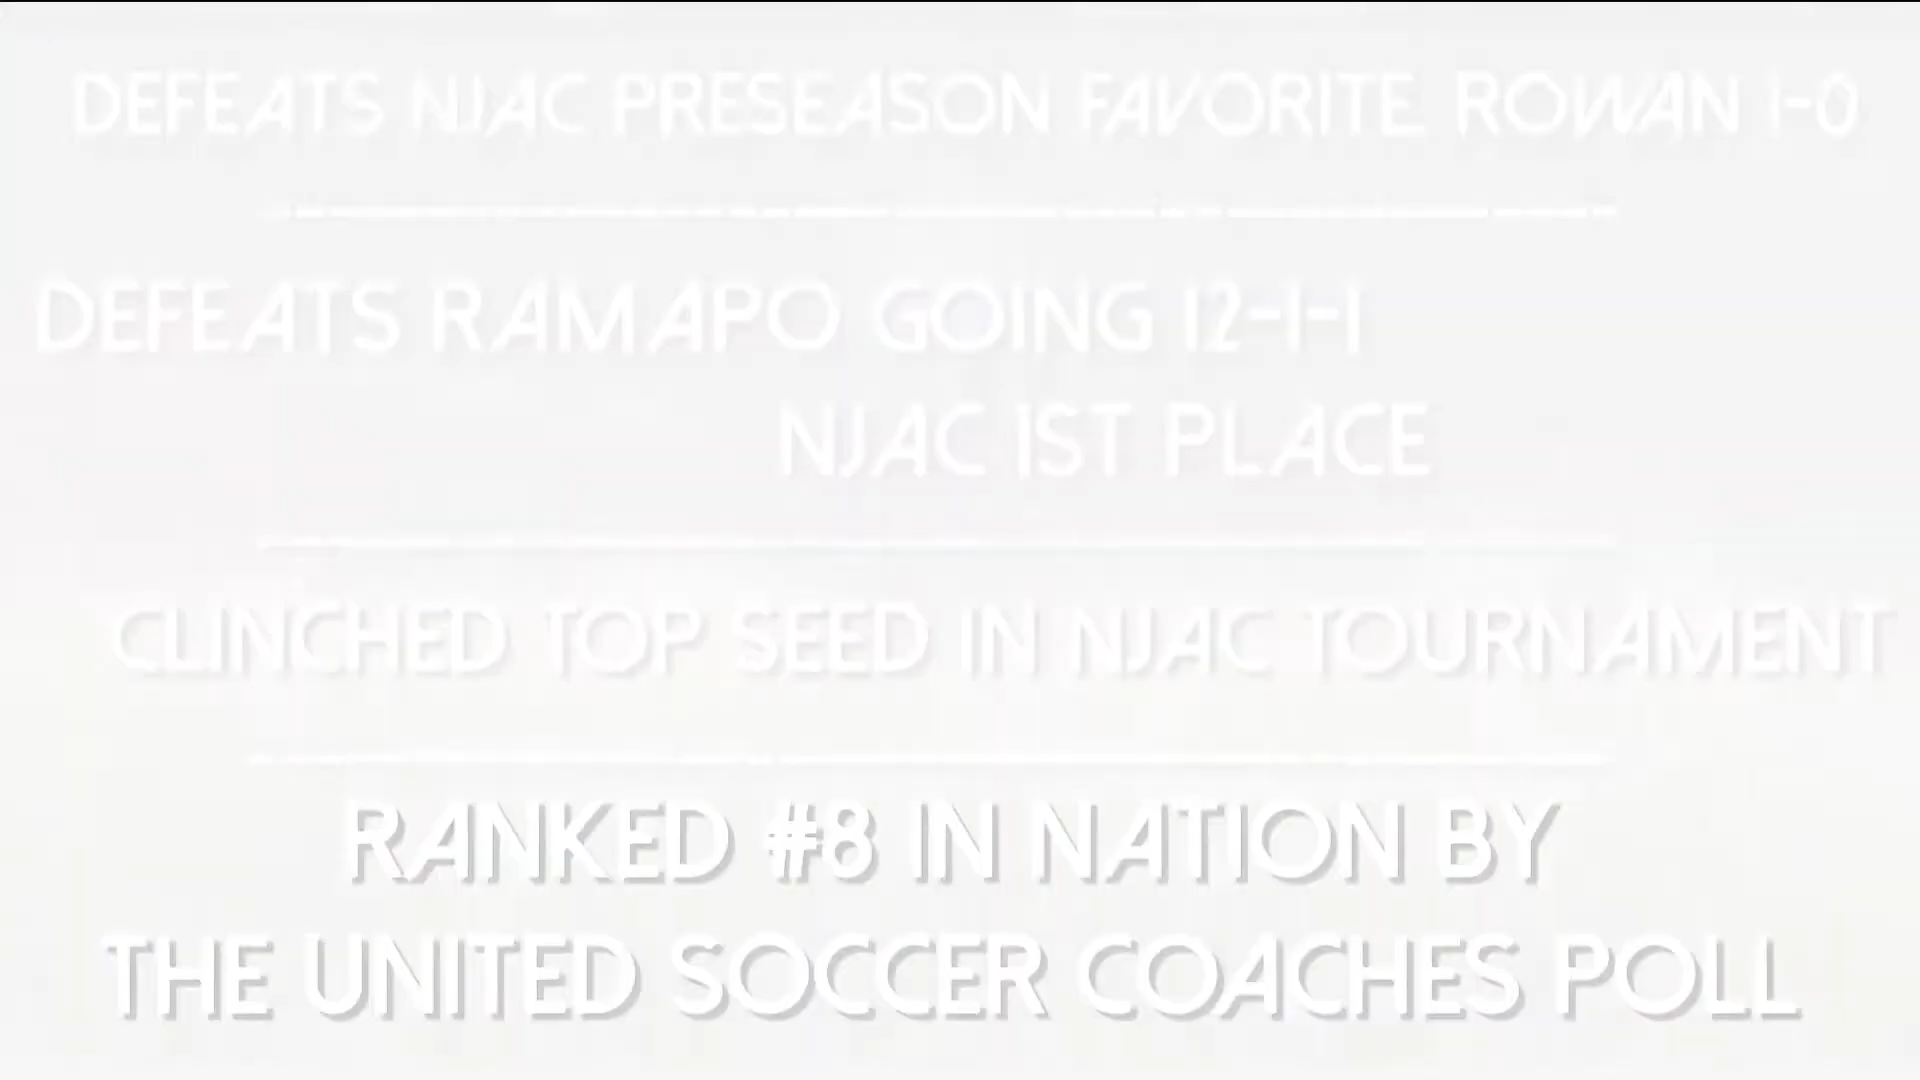 DEFEATS NJAC PRESEASON FAVORITE ROWAN 1-0
DEFEATS RAMAPO GOING 12-1-1
NJAC 1ST PLACE
CLINCHED TOP SEED IN NJAC TOURNAMENT
RANKED #8 IN NATION BY
THE UNITED SOCCER COACHES POLL